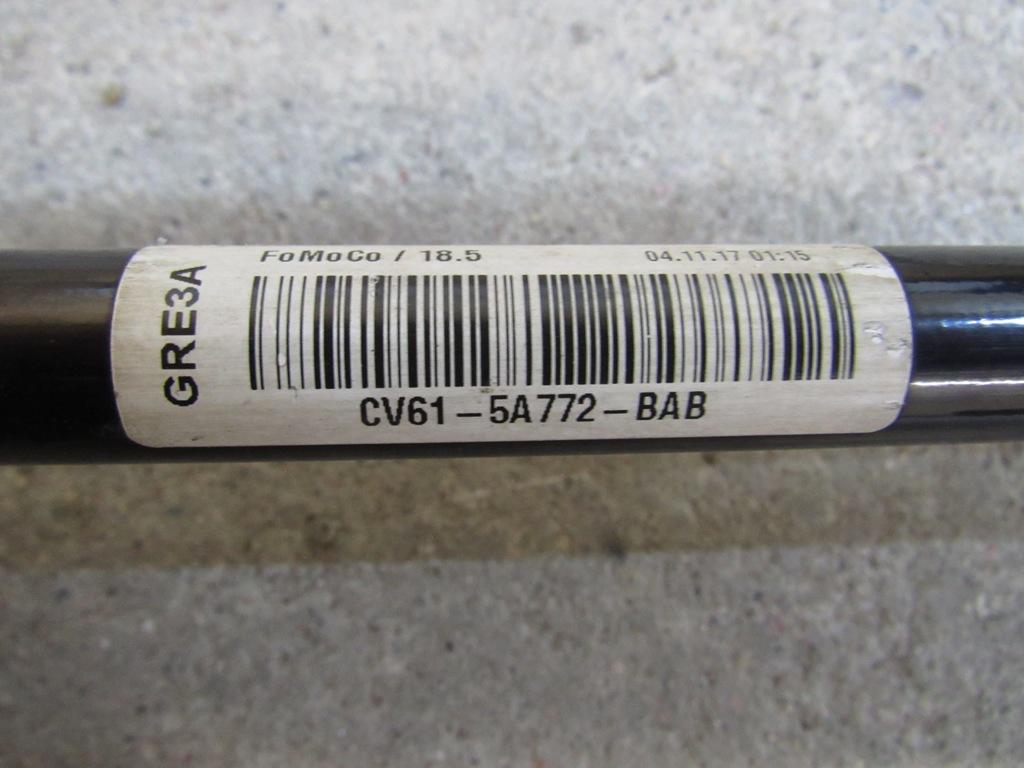 FoMoCo / 18.5
04.11.17 01:15
GRE3A
CV61-5A772-BAB